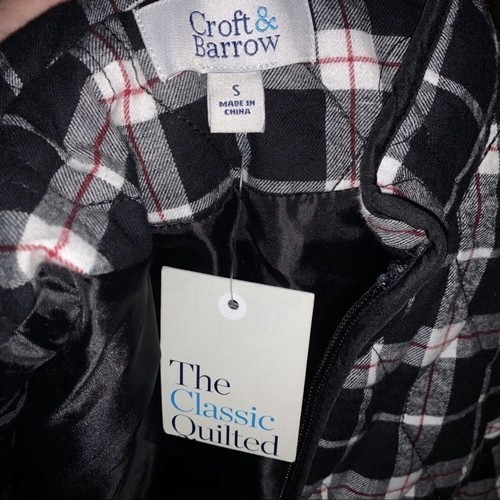 Croft&
Barrow
S
MADE IN
CHINA
The
Classic
Quilted